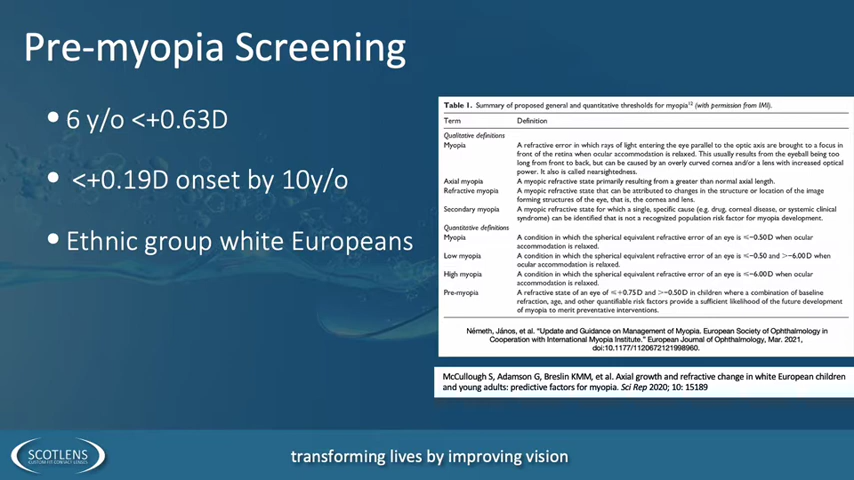 Pre-myopia Screening
• 6 y/o <+0.63D
• <+0.19D onset by 10y/o
• Ethnic group white Europeans
Table 1. Summary of proposed general and quantitative thresholds for myopia¹² (with permission from IMI).
Term Definition
Qualitative definitions
Myopia A refractive error in which rays of light entering the eye parallel to the optic axis are brought to a focus in
front of the retina when ocular accommodation is relaxed. This usually results from the eyeball being too
long from front to back, but can be caused by an overly curved cornea and/or a lens with increased optical
power. It also is called nearsightedness.
Axial myopia A myopic refractive state primarily resulting from a greater than normal axial length.
Refractive myopia A myopic refractive state that can be attributed to changes in the structure or location of the image
forming structures of the eye, that is, the cornea and lens.
Secondary myopia A myopic refractive state for which a single, specific cause (e.g, drug, corneal disease, or systemic clinical
syndrome) can be identified that is not a recognized population risk factor for myopia development.
Quantitative definitions
Myopia A condition in which the spherical equivalent refractive error of an eye is ⩽−0.50D when ocular
accommodation is relaxed.
Low myopia A condition in which the spherical equivalent refractive error of an eye is ⩽−0.50 and >−6.00D when
ocular accommodation is relaxed.
High myopia A condition in which the spherical equivalent refractive error of an eye is ⩽−6.00D when ocular
accommodation is relaxed.
Pre-myopia A refractive state of an eye of ⩽+0.75D and >−0.50D in children where a combination of baseline
refraction, age, and other quantifiable risk factors provide a sufficient likelihood of the future development
of myopia to merit preventative interventions.
Németh, János, et al. "Update and Guidance on Management of Myopia. European Society of Ophthalmology in
Cooperation with International Myopia Institute." European Journal of Ophthalmology, Mar. 2021,
doi:10.1177/1120672121998960.
McCullough S, Adamson G, Breslin KMM, et al. Axial growth and refractive change in white European children
and young adults: predictive factors for myopia. Sci Rep 2020; 10: 15189
SCOTLENS
CUSTOM-FIT CONTACT LENSES
transforming lives by improving vision